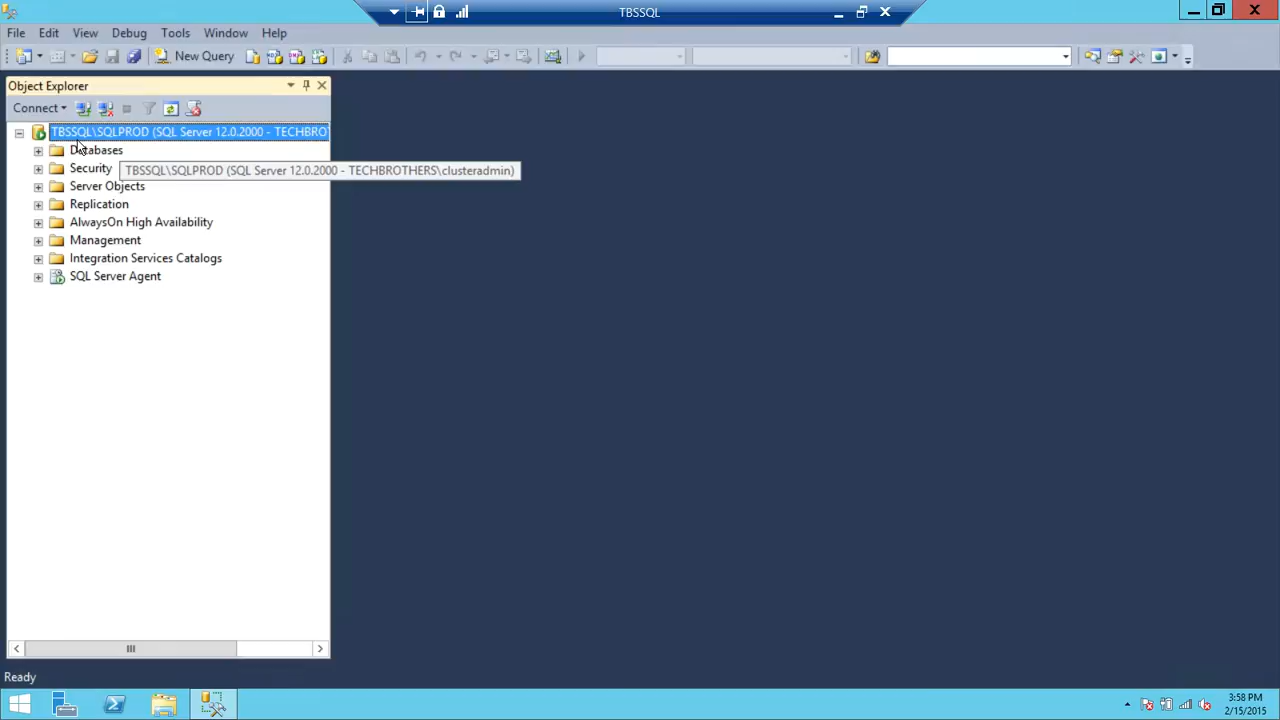 TBSSQL
File Edit View Debug Tools Window Help
New Query
Object Explorer
Connect
TBSSQL\SQLPROD (SQL Server 12.0.2000 - TECHBRO
Databases
Security
TBSSQL\SQLPROD (SQL Server 12.0.2000 - TECHBROTHERS\clusteradmin)
Server Objects
Replication
AlwaysOn High Availability
Management
Integration Services Catalogs
SQL Server Agent
Ready
3:58 PM
2/15/2015